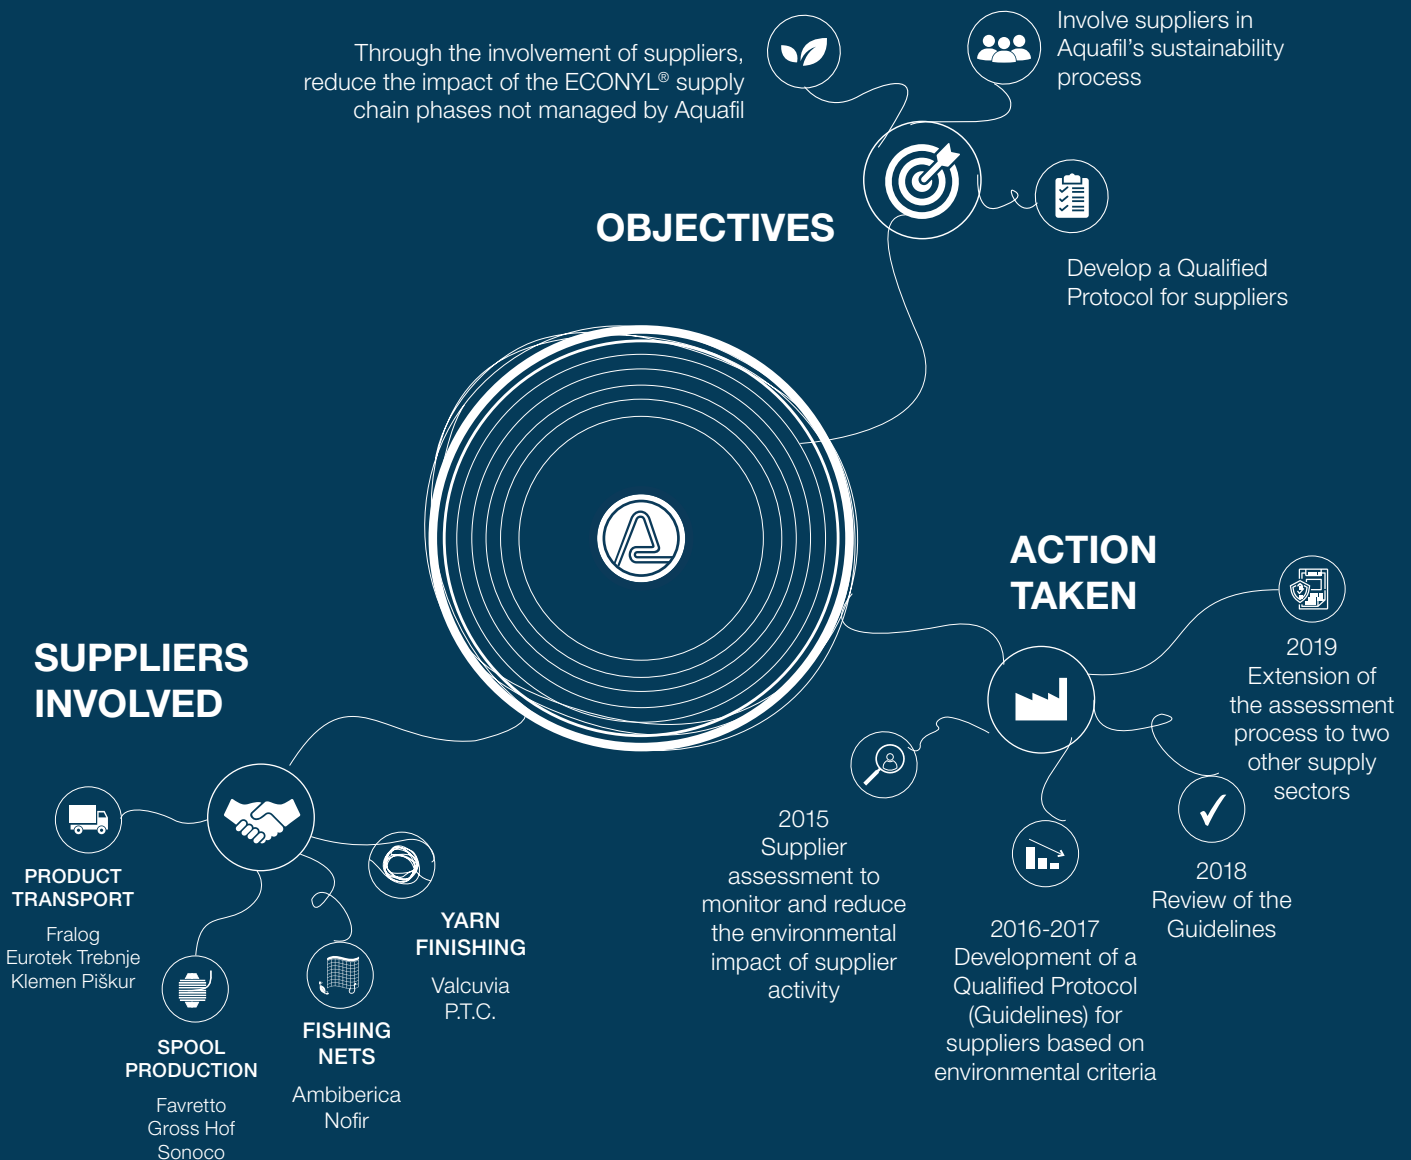 Through the involvement of suppliers,
reduce the impact of the ECONYL® supply
chain phases not managed by Aquafil
Involve suppliers in
Aquafil's sustainability
process
OBJECTIVES
Develop a Qualified
Protocol for suppliers
ACTION
TAKEN
2015
Supplier
assessment to
monitor and reduce
the environmental
impact of supplier
activity
2016-2017
Development of a
Qualified Protocol
(Guidelines) for
suppliers based on
environmental criteria
2018
Review of the
Guidelines
2019
Extension of
the assessment
process to two
other supply
sectors
SUPPLIERS
INVOLVED
PRODUCT
TRANSPORT
Fralog
Eurotek Trebnje
Klemen Piškur
SPOOL
PRODUCTION
Favretto
Gross Hof
Sonoco
FISHING
NETS
Ambiberica
Nofir
YARN
FINISHING
Valcuvia
P.T.C.